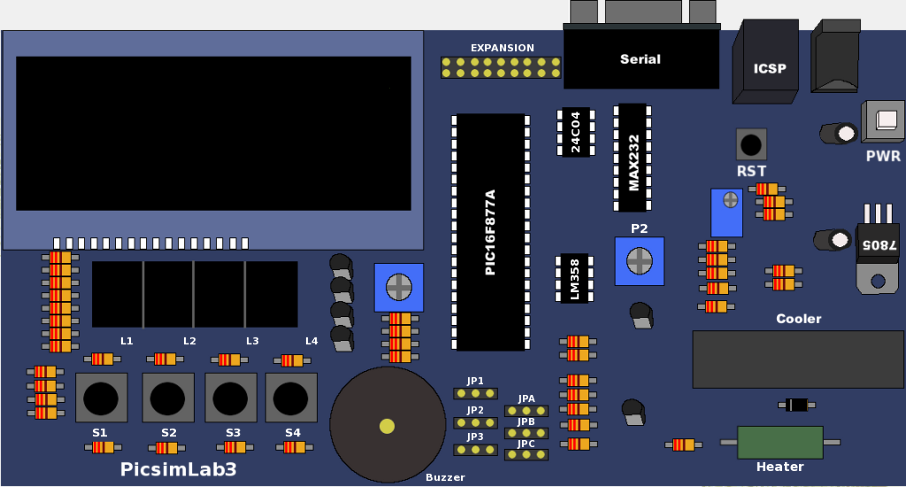 EXPANSION
Serial
ICSP
PWR
24C04
MAX232
RST
PIC16F877A
P2
7805
LM358
Cooler
L1 L2 L3 L4
JP1
JPA
JP2
JPB
JP3
JPC
S1 S2 S3 S4
PicsimLab3
Buzzer
Heater